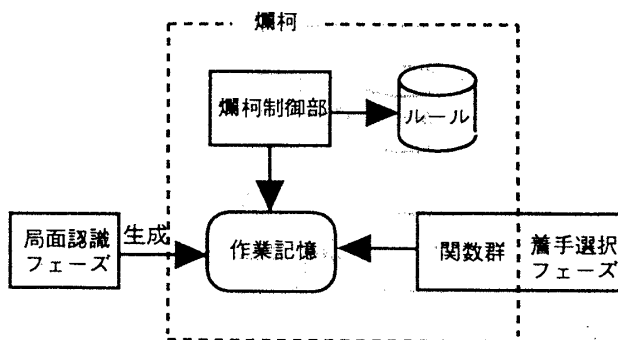 爛柯
爛柯制御部
ルール
局面認識
フェーズ
生成
作業記憶
関数群
着手選択
フェーズ